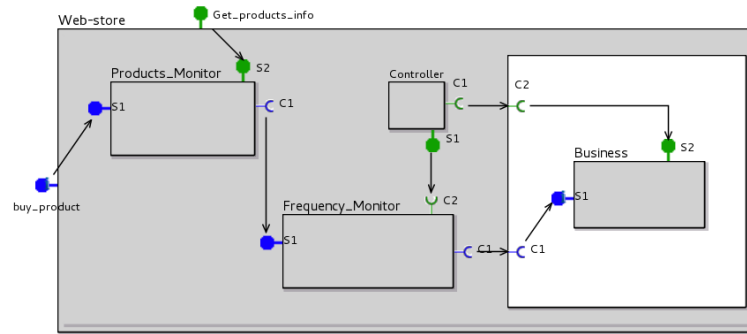 Get_products_info
Web-store
S2
Products_Monitor
S1
C1
Controller
C1
S1
C2
S2
Business
S1
buy_product
C2
Frequency_Monitor
S1
C1
C1